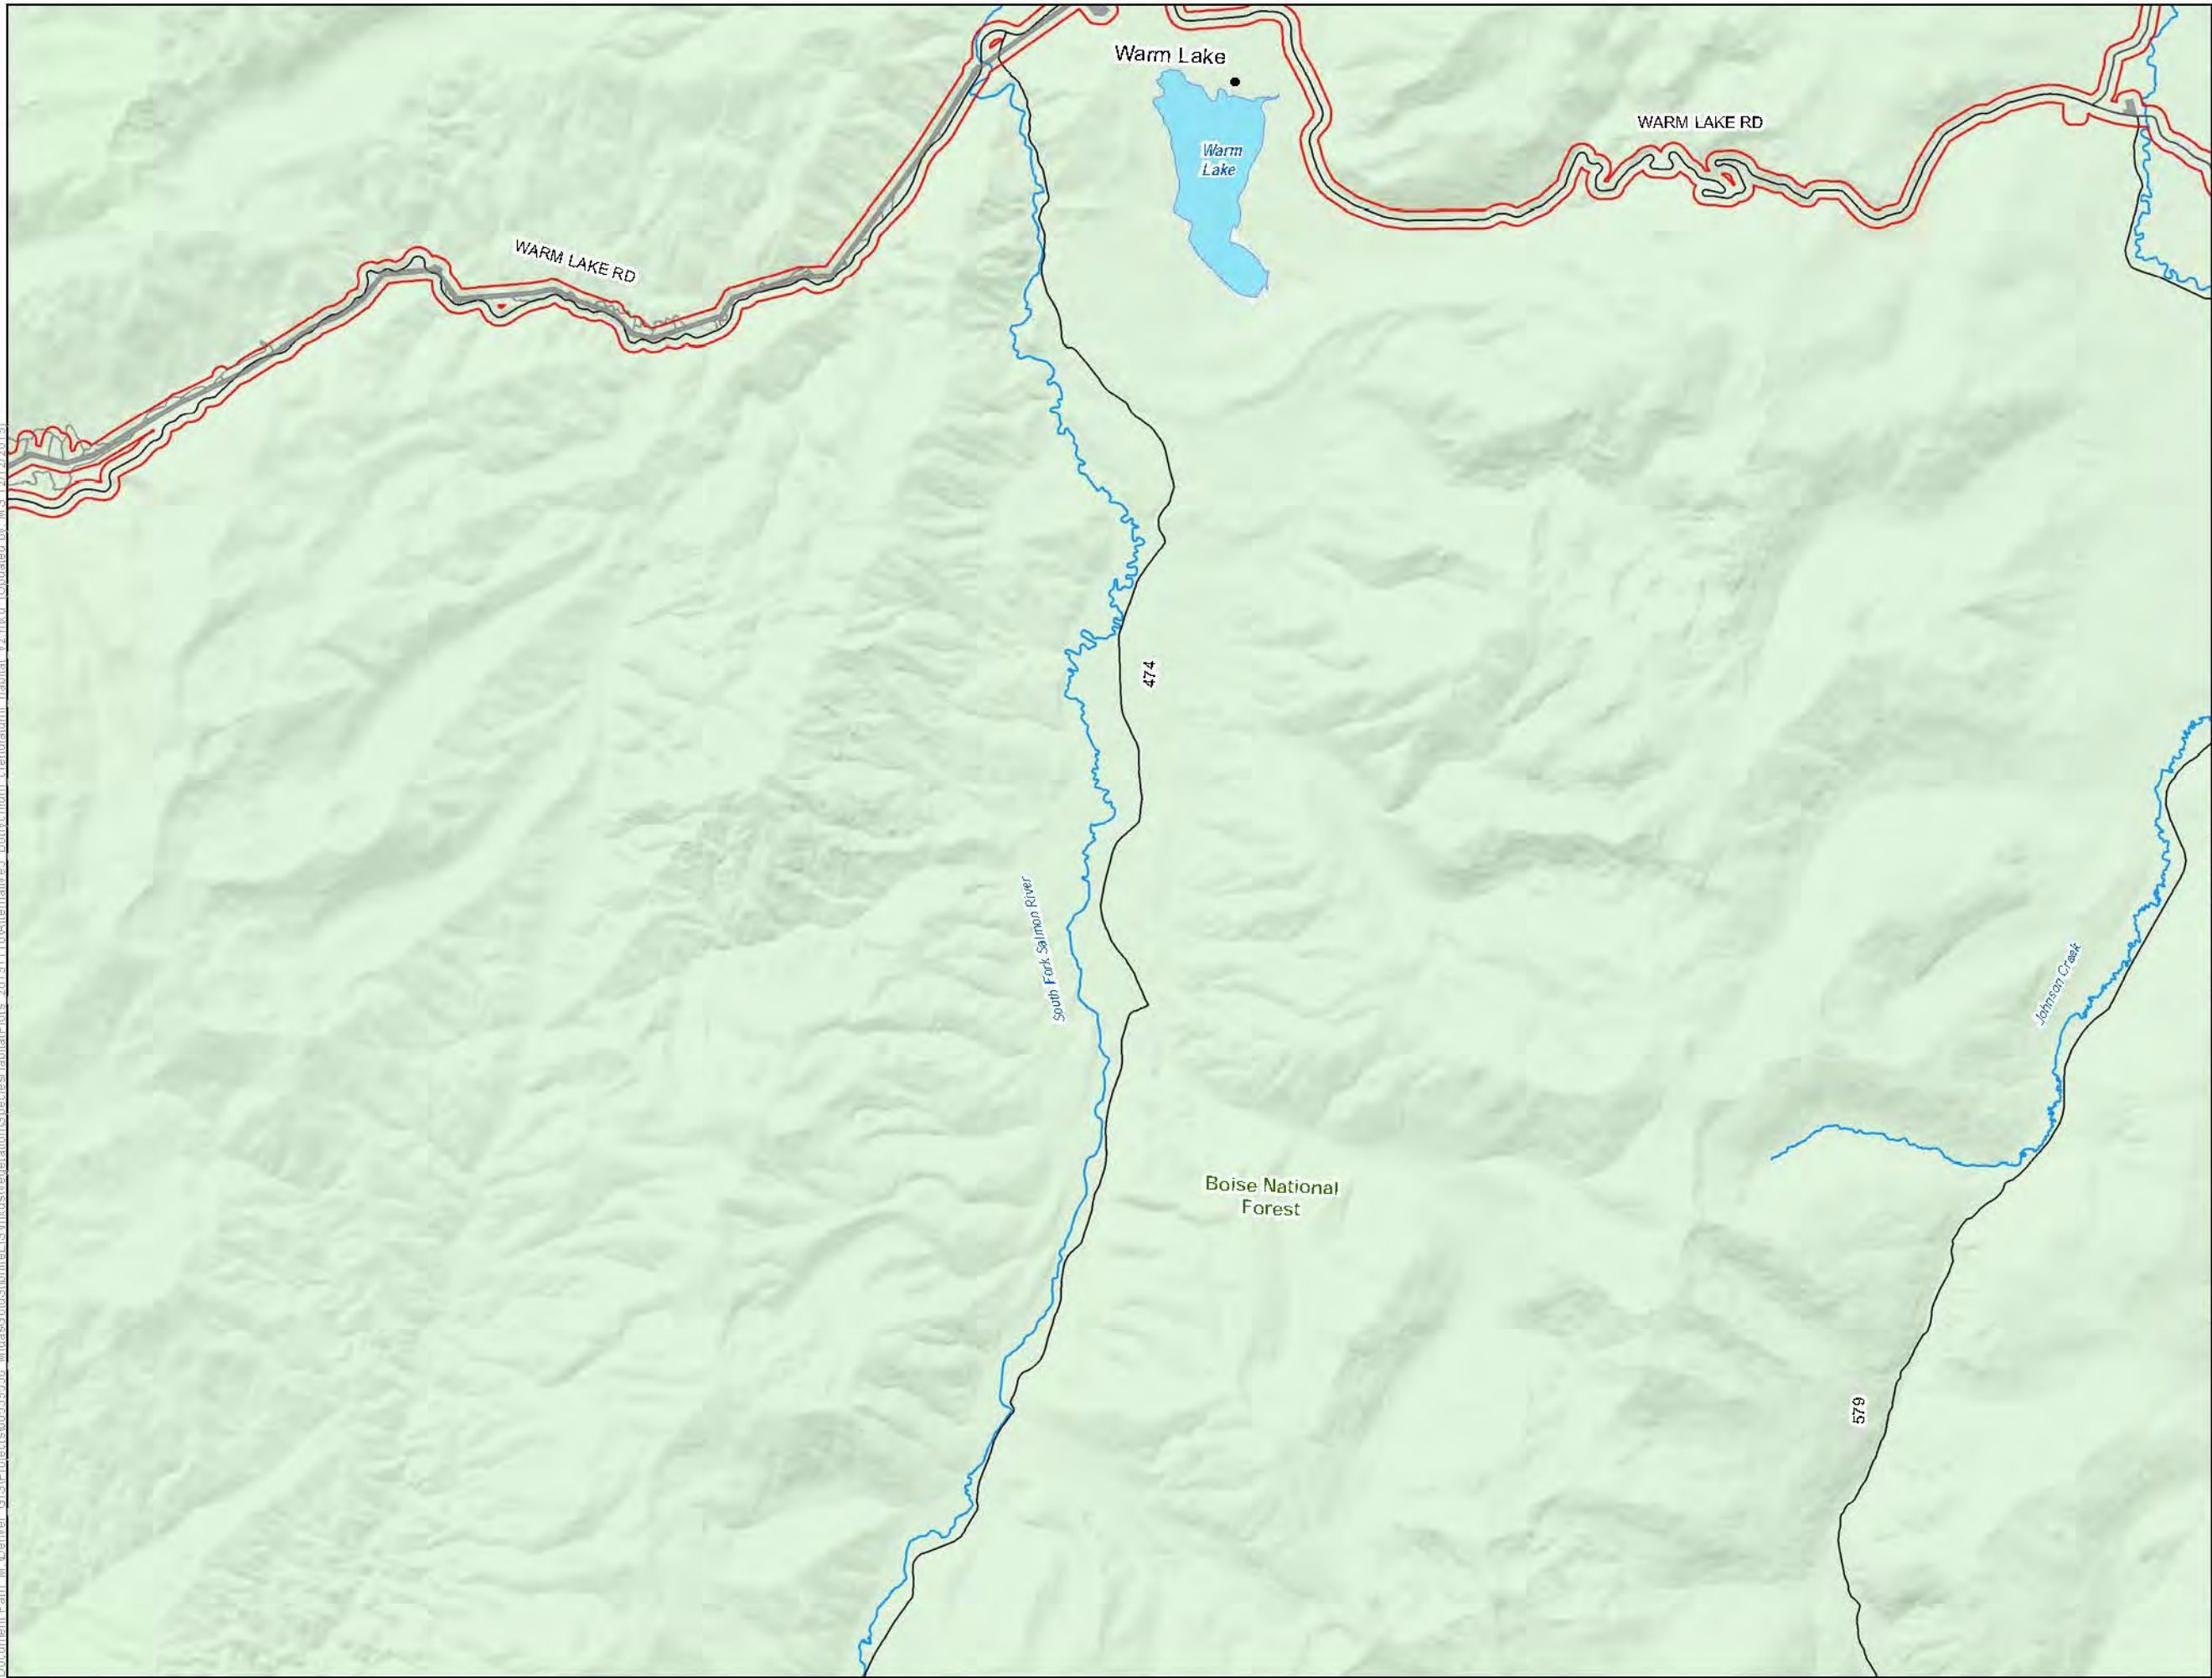 Warm Lake
WARM LAKE RD
Warm
Lake
WARM LAKE RD
474
South Fork Salmon River
Johnson Creek
Boise National
Forest
579